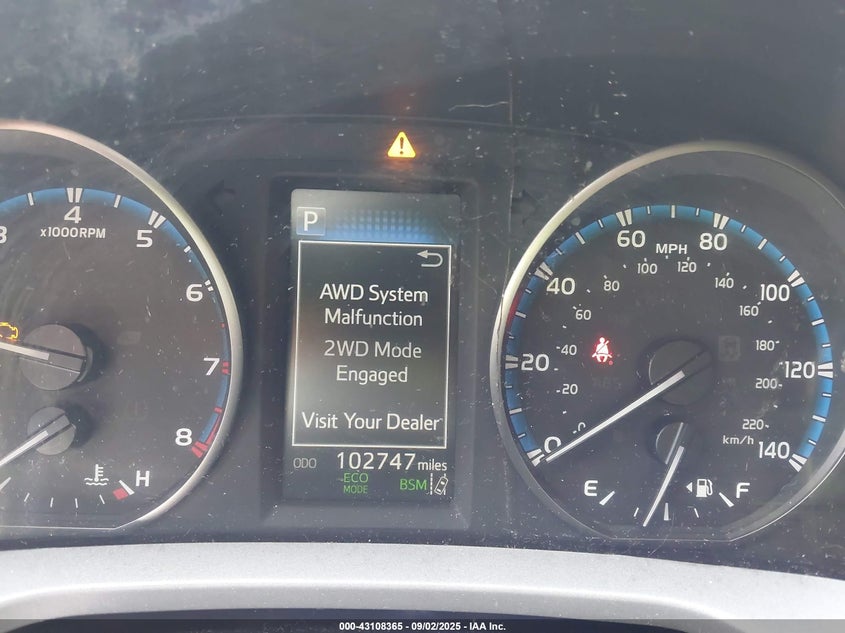 3
4
5
6
7
8
x1000RPM
H
P
AWD System
Malfunction
2WD Mode
Engaged
Visit Your Dealer
ODO 102747 miles
ECO
MODE
BSM
0
20
40
60
80
100
120
140
MPH
0
20
40
60
80
100
120
140
160
180
200
220
km/h
E
F
000-43108365 - 09/02/2025 - IAA Inc.